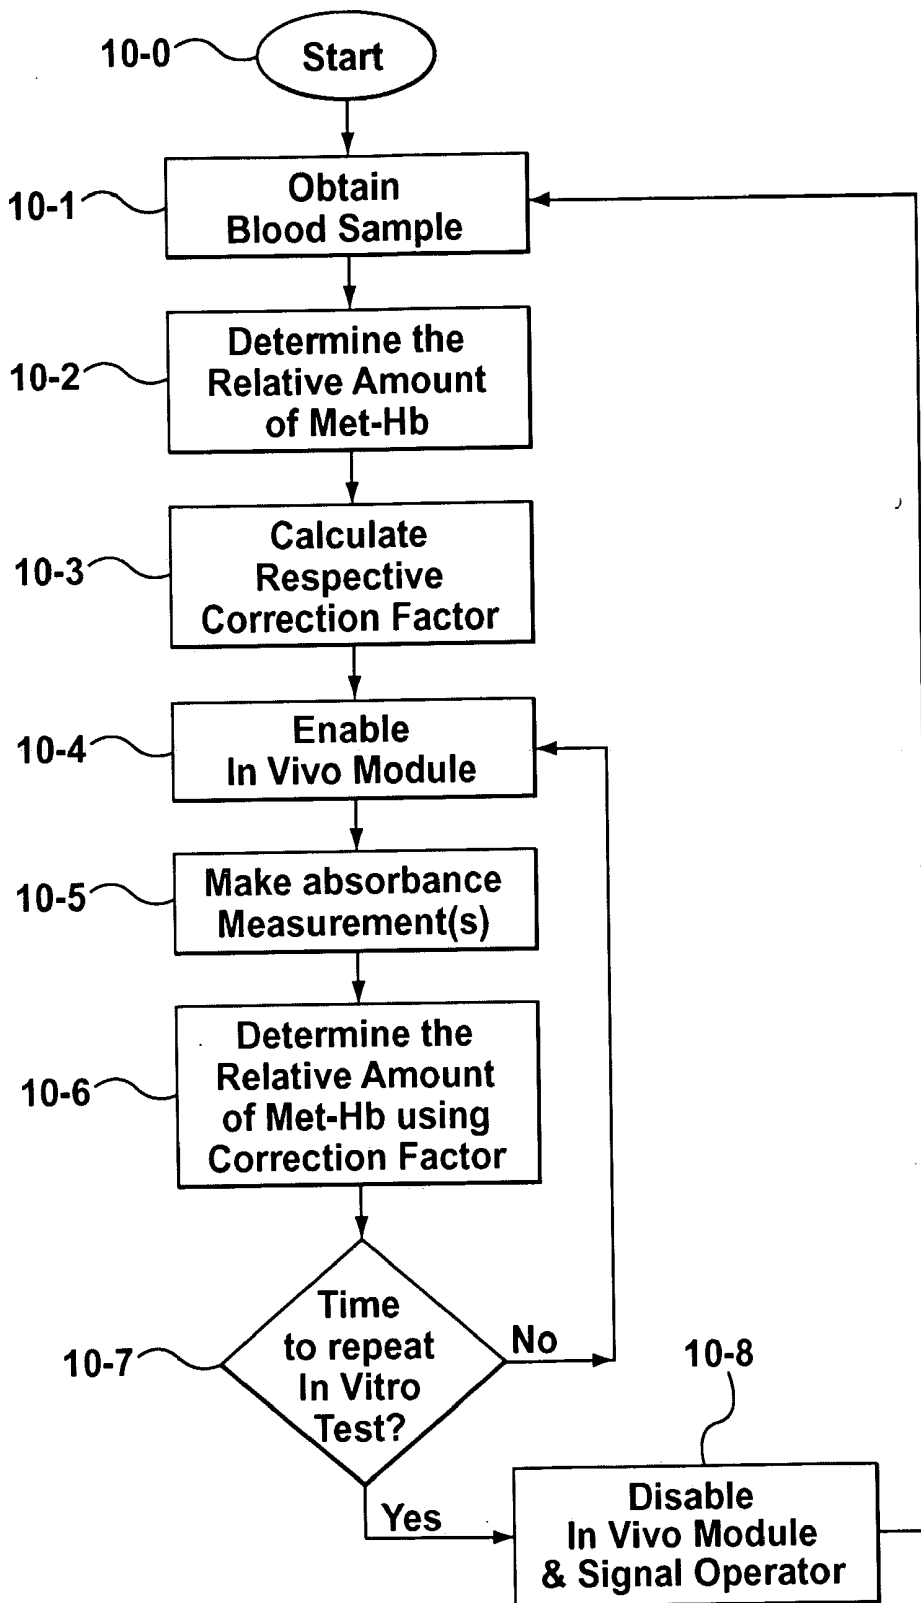 10-0
Start
10-1
Obtain
Blood Sample
10-2
Determine the
Relative Amount
of Met-Hb
10-3
Calculate
Respective
Correction Factor
10-4
Enable
In Vivo Module
10-5
Make absorbance
Measurement(s)
10-6
Determine the
Relative Amount
of Met-Hb using
Correction Factor
10-7
Time
to repeat
In Vitro
Test?
No
Yes
10-8
Disable
In Vivo Module
& Signal Operator